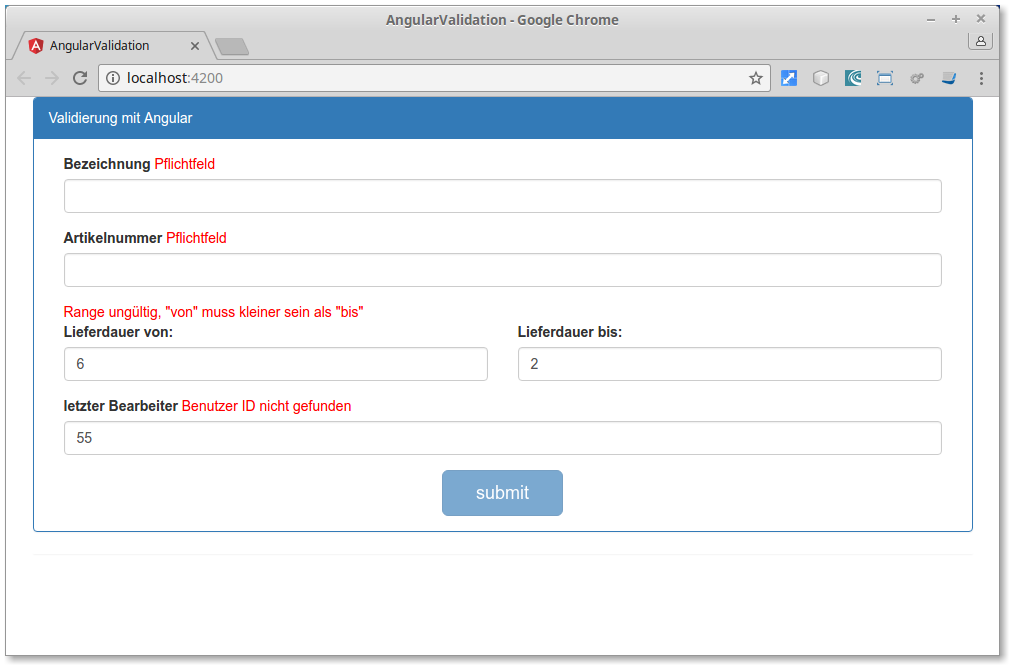 AngularValidation - Google Chrome
AngularValidation
localhost:4200
Validierung mit Angular
Bezeichnung Pflichtfeld
Artikelnummer Pflichtfeld
Range ungültig, "von" muss kleiner sein als "bis"
Lieferdauer von: Lieferdauer bis:
6 2
letzter Bearbeiter Benutzer ID nicht gefunden
55
submit